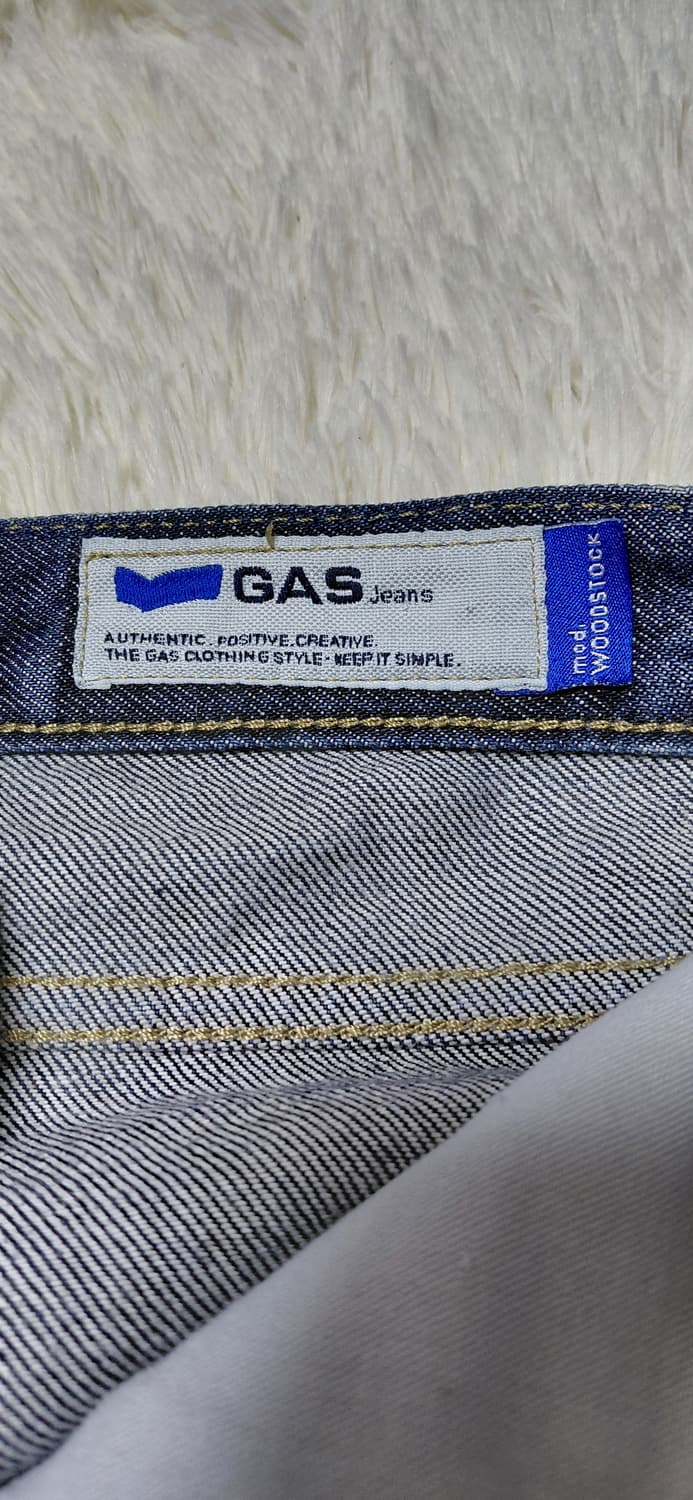 GAS Jeans
AUTHENTIC. POSITIVE. CREATIVE.
THE GAS CLOTHING STYLE - KEEP IT SIMPLE.
mod.
WOODSTOCK